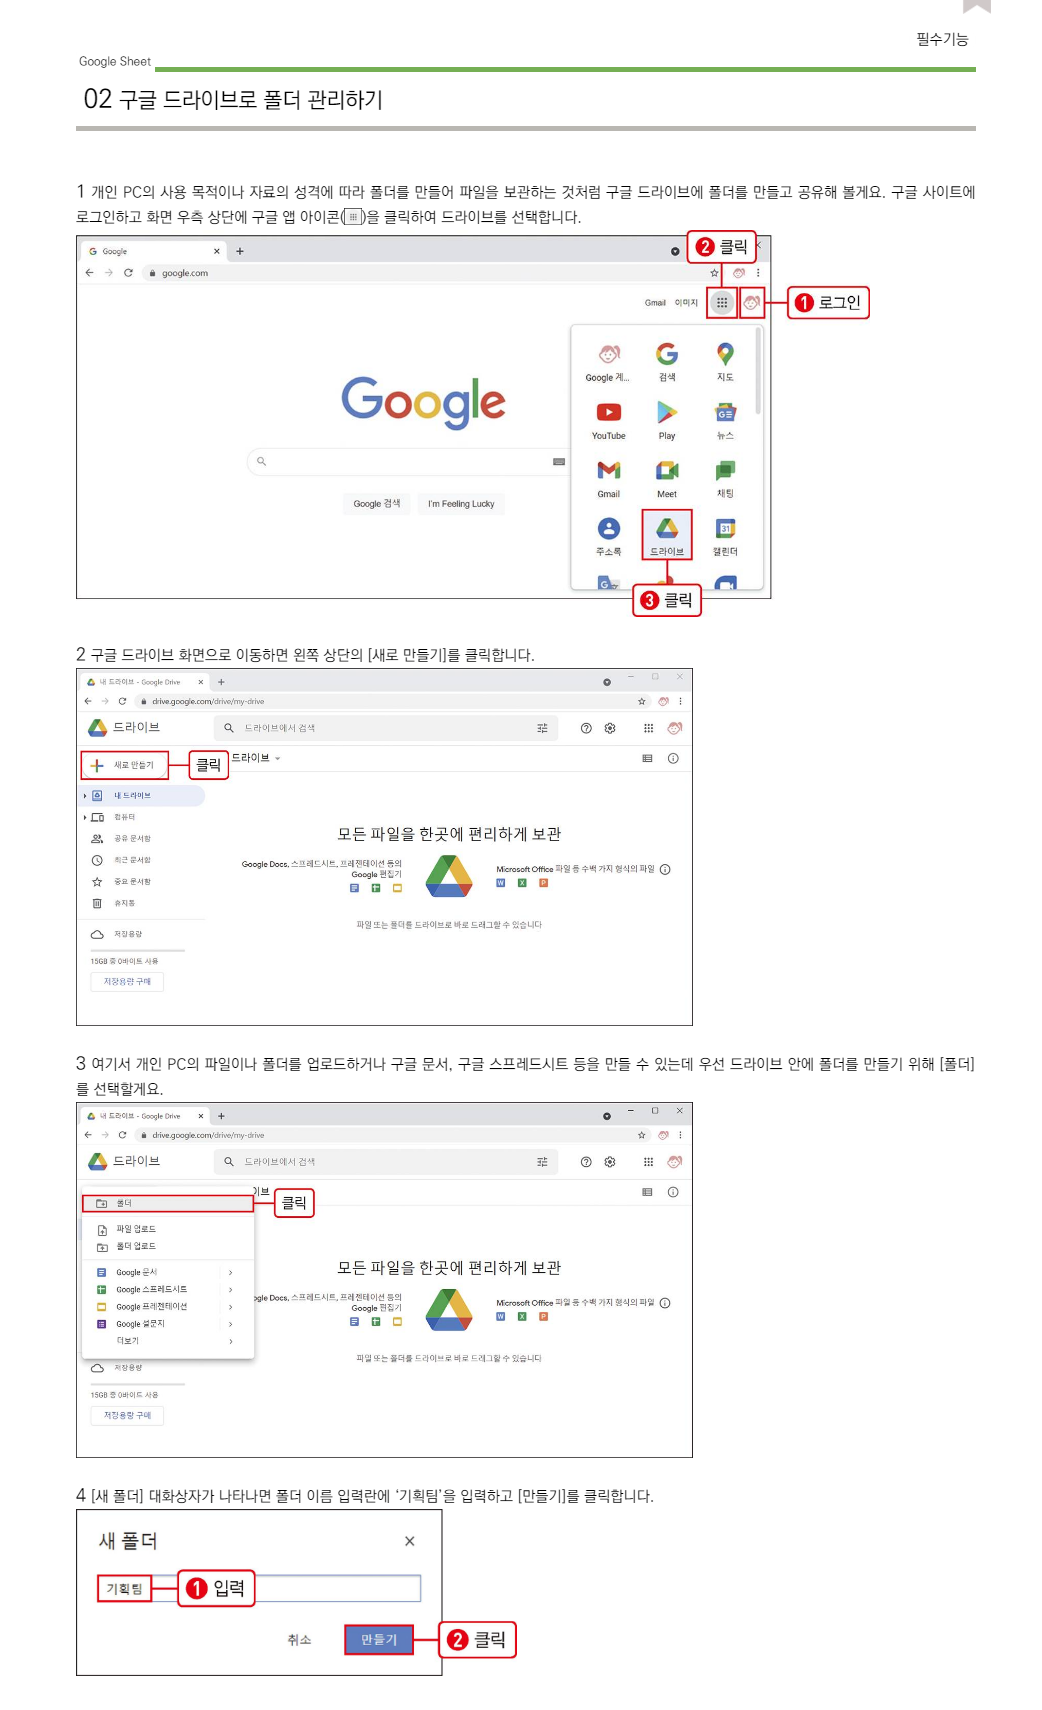 필수기능
Google Sheet
02 구글 드라이브로 폴더 관리하기
1 개인 PC의 사용 목적이나 자료의 성격에 따라 폴더를 만들어 파일을 보관하는 것처럼 구글 드라이브에 폴더를 만들고 공유해 볼게요. 구글 사이트에
로그인하고 화면 우측 상단에 구글 앱 아이콘( )을 클릭하여 드라이브를 선택합니다.
Google
2 클릭
google.com
Gmail 이미지
1 로그인
Google 계... 검색 지도
Google
YouTube Play 뉴스
Gmail Meet 채팅
Google 검색 I'm Feeling Lucky
주소록 드라이브 캘린더
3 클릭
2 구글 드라이브 화면으로 이동하면 왼쪽 상단의 [새로 만들기]를 클릭합니다.
내 드라이브 - Google Drive
drive.google.com/drive/my-drive
드라이브 드라이브에서 검색
새로 만들기 클릭 드라이브
내 드라이브
컴퓨터
공유 문서함
최근 문서함
중요 문서함
휴지통
저장용량
15GB 중 0바이트 사용
저장용량 구매
모든 파일을 한곳에 편리하게 보관
Google Docs, 스프레드시트, 프레젠테이션 등의
Google 편집기
Microsoft Office 파일 등 수백 가지 형식의 파일
파일 또는 폴더를 드라이브로 바로 드래그할 수 있습니다
3 여기서 개인 PC의 파일이나 폴더를 업로드하거나 구글 문서, 구글 스프레드시트 등을 만들 수 있는데 우선 드라이브 안에 폴더를 만들기 위해 [폴더]
를 선택할게요.
내 드라이브 - Google Drive
drive.google.com/drive/my-drive
드라이브 드라이브에서 검색
이브
폴더 클릭
파일 업로드
폴더 업로드
Google 문서
Google 스프레드시트
Google 프레젠테이션
Google 설문지
더보기
저장용량
15GB 중 0바이트 사용
저장용량 구매
모든 파일을 한곳에 편리하게 보관
ogle Docs, 스프레드시트, 프레젠테이션 등의
Google 편집기
Microsoft Office 파일 등 수백 가지 형식의 파일
파일 또는 폴더를 드라이브로 바로 드래그할 수 있습니다
4 [새 폴더] 대화상자가 나타나면 폴더 이름 입력란에 ‘기획팀’을 입력하고 [만들기]를 클릭합니다.
새 폴더
기획팀 1 입력
취소 만들기 2 클릭